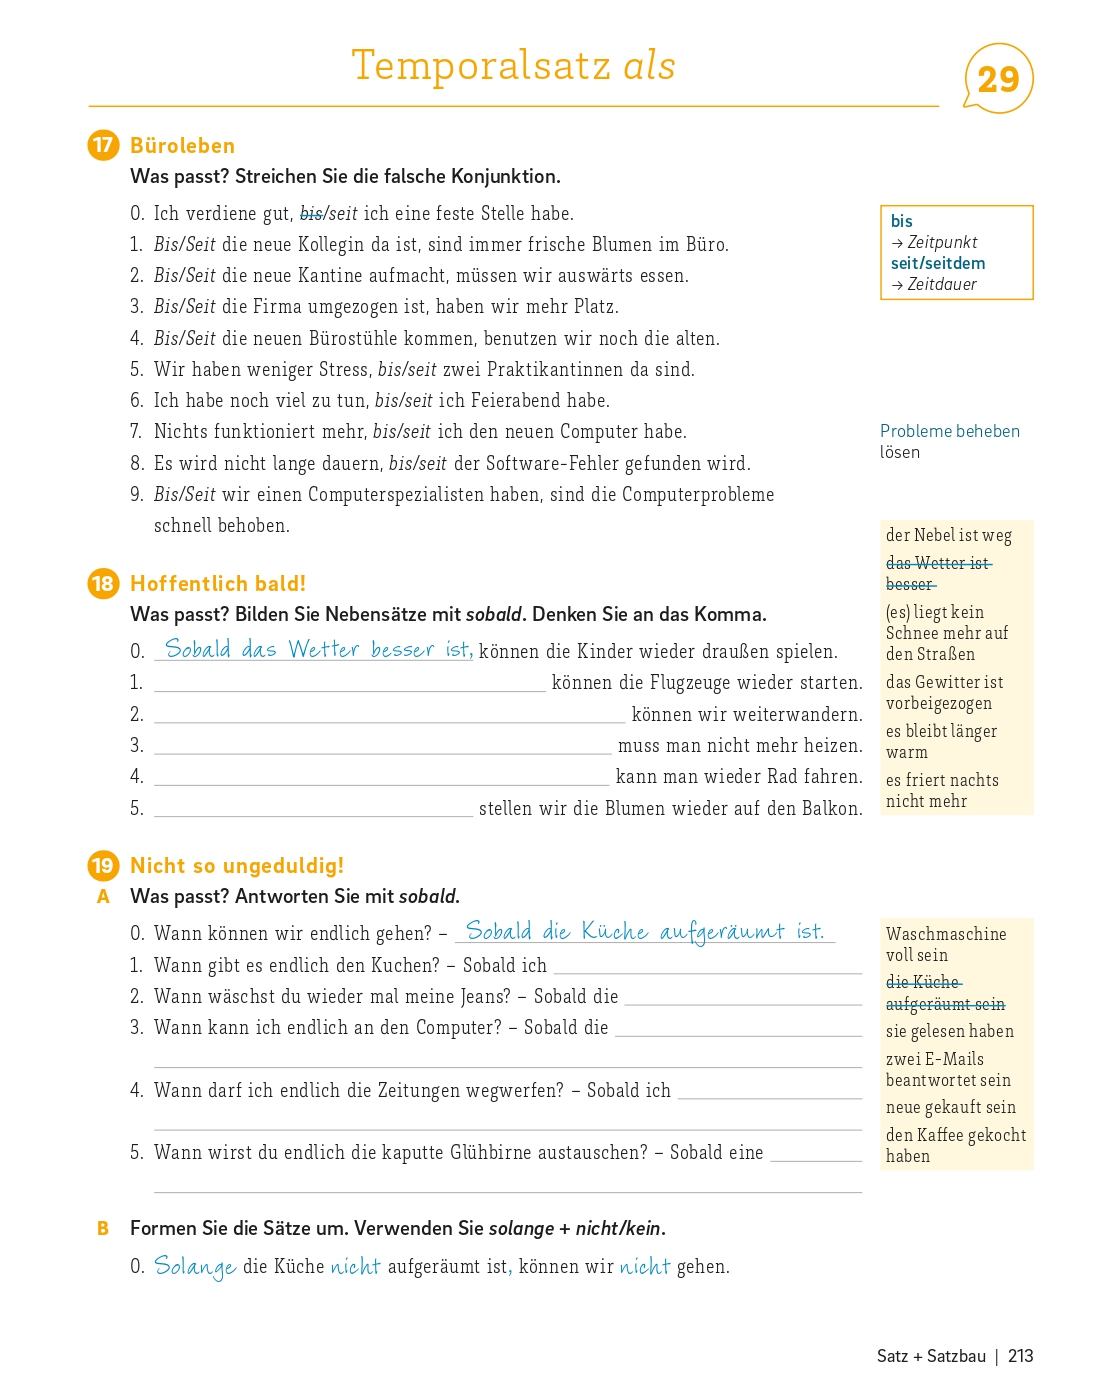 Temporalsatz als
29
17 Büroleben
Was passt? Streichen Sie die falsche Konjunktion.
0. Ich verdiene gut, bis/seit ich eine feste Stelle habe.
1. Bis/Seit die neue Kollegin da ist, sind immer frische Blumen im Büro.
2. Bis/Seit die neue Kantine aufmacht, müssen wir auswärts essen.
3. Bis/Seit die Firma umgezogen ist, haben wir mehr Platz.
4. Bis/Seit die neuen Bürostühle kommen, benutzen wir noch die alten.
5. Wir haben weniger Stress, bis/seit zwei Praktikantinnen da sind.
6. Ich habe noch viel zu tun, bis/seit ich Feierabend habe.
7. Nichts funktioniert mehr, bis/seit ich den neuen Computer habe.
8. Es wird nicht lange dauern, bis/seit der Software-Fehler gefunden wird.
9. Bis/Seit wir einen Computerspezialisten haben, sind die Computerprobleme
schnell behoben.
bis
→ Zeitpunkt
seit/seitdem
→ Zeitdauer
Probleme beheben
lösen
18 Hoffentlich bald!
Was passt? Bilden Sie Nebensätze mit sobald. Denken Sie an das Komma.
0. Sobald das Wetter besser ist, können die Kinder wieder draußen spielen.
1. können die Flugzeuge wieder starten.
2. können wir weiterwandern.
3. muss man nicht mehr heizen.
4. kann man wieder Rad fahren.
5. stellen wir die Blumen wieder auf den Balkon.
der Nebel ist weg
das Wetter ist
besser
(es) liegt kein
Schnee mehr auf
den Straßen
das Gewitter ist
vorbeigezogen
es bleibt länger
warm
es friert nachts
nicht mehr
19 Nicht so ungeduldig!
A Was passt? Antworten Sie mit sobald.
0. Wann können wir endlich gehen? – Sobald die Küche aufgeräumt ist.
1. Wann gibt es endlich den Kuchen? – Sobald ich
2. Wann wäschst du wieder mal meine Jeans? – Sobald die
3. Wann kann ich endlich an den Computer? – Sobald die
4. Wann darf ich endlich die Zeitungen wegwerfen? – Sobald ich
5. Wann wirst du endlich die kaputte Glühbirne austauschen? – Sobald eine
Waschmaschine
voll sein
die Küche
aufgeräumt sein
sie gelesen haben
zwei E-Mails
beantwortet sein
neue gekauft sein
den Kaffee gekocht
haben
B Formen Sie die Sätze um. Verwenden Sie solange + nicht/kein.
0. Solange die Küche nicht aufgeräumt ist, können wir nicht gehen.
Satz + Satzbau | 213